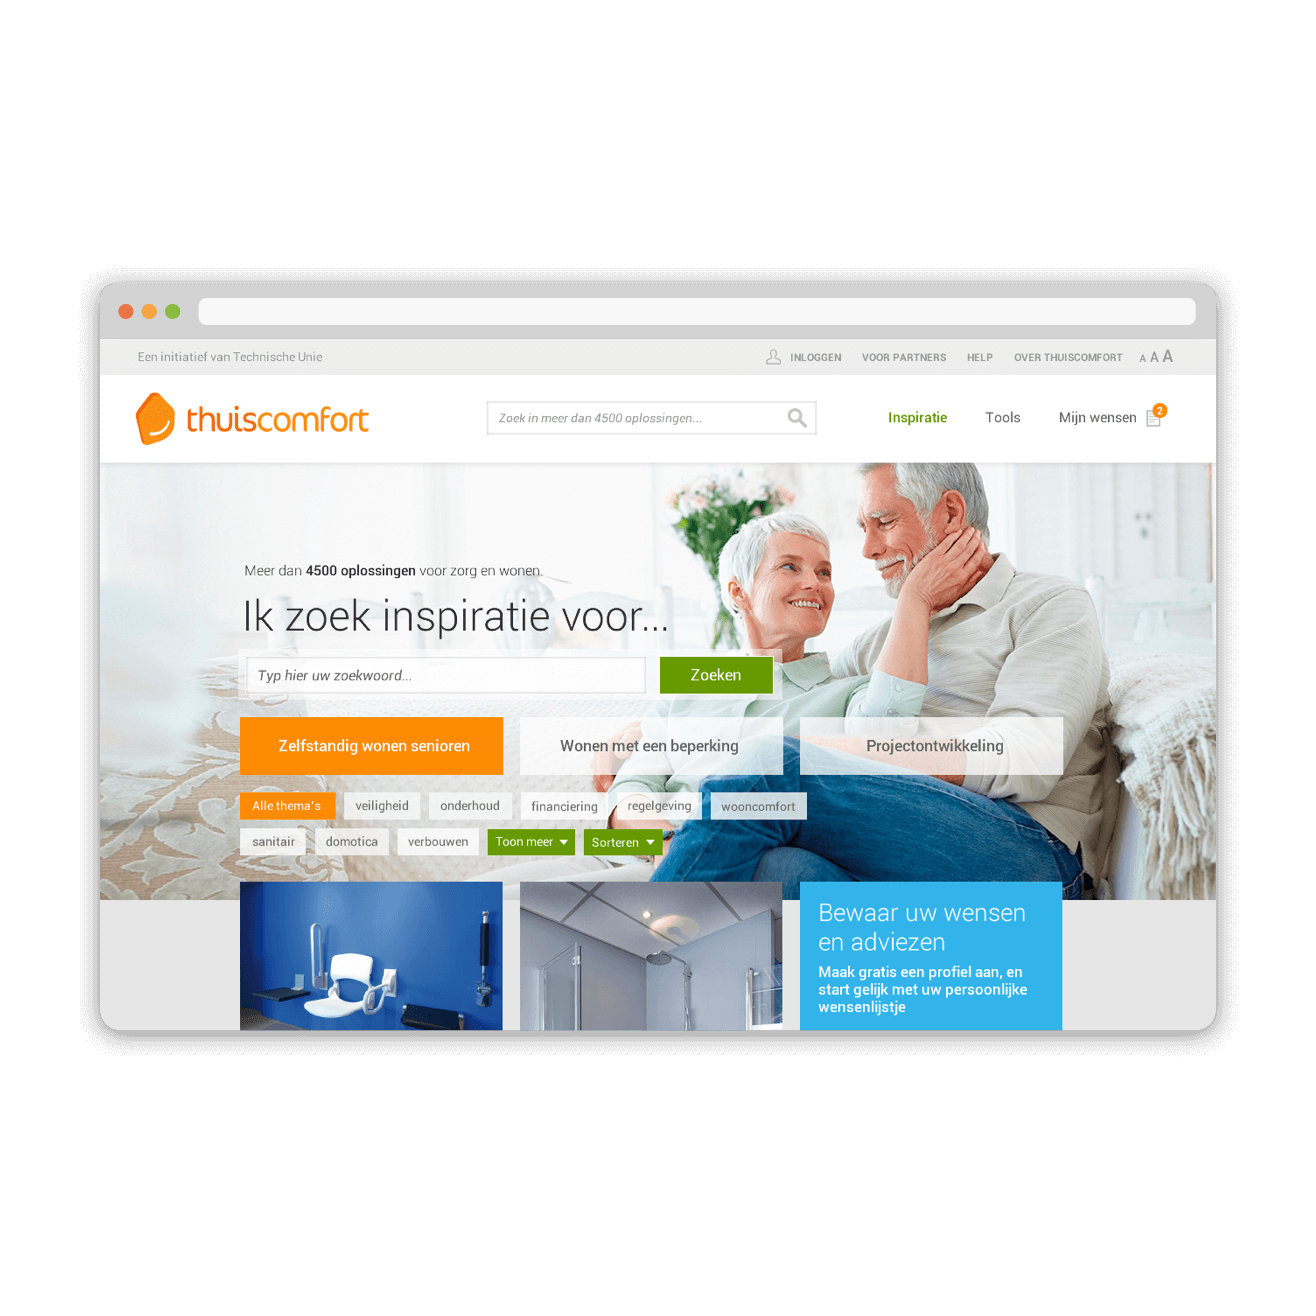 Een initiatief van Technische Unie
INLOGGEN VOOR PARTNERS HELP OVER THUISCOMFORT A A A
thuiscomfort
Zoek in meer dan 4500 oplossingen...
Inspiratie Tools Mijn wensen 2
Meer dan 4500 oplossingen voor zorg en wonen.
Ik zoek inspiratie voor...
Typ hier uw zoekwoord... Zoeken
Zelfstandig wonen senioren Wonen met een beperking Projectontwikkeling
Alle thema's veiligheid onderhoud financiering regelgeving wooncomfort
sanitair domotica verbouwen Toon meer Sorteren
Bewaar uw wensen
en adviezen
Maak gratis een profiel aan, en
start gelijk met uw persoonlijke
wensenlijstje